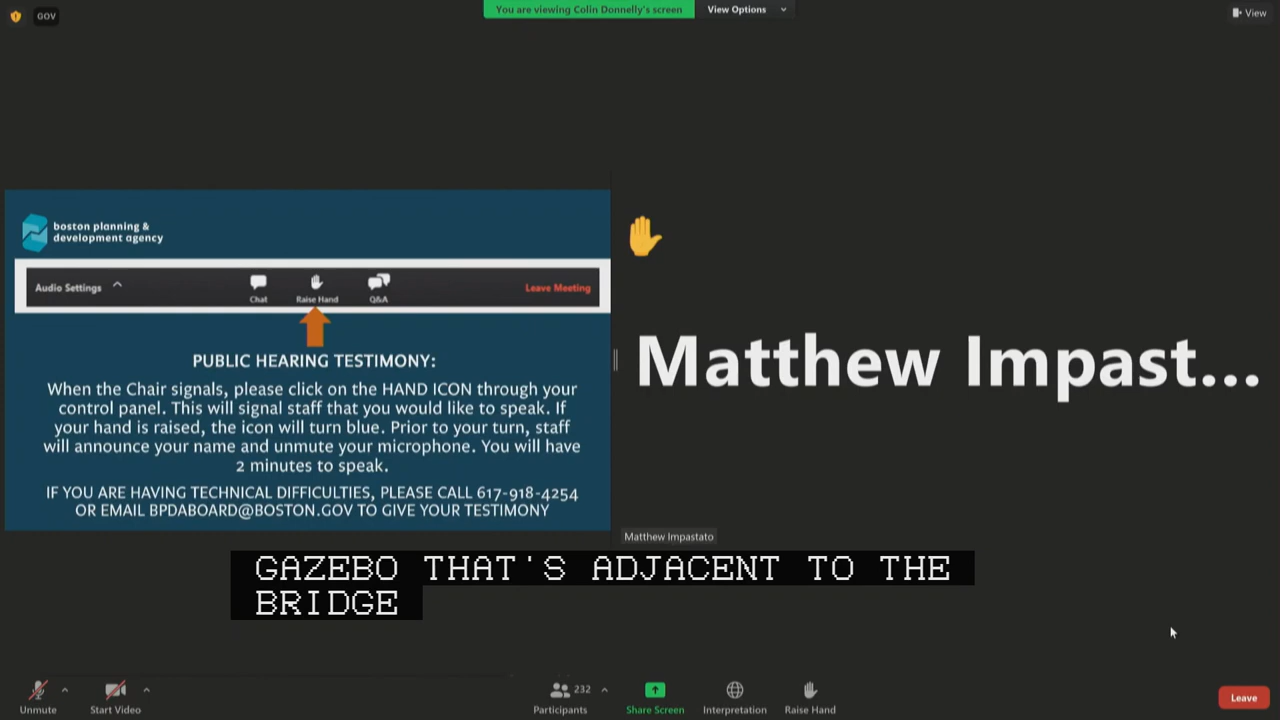 GOV
You are viewing Colin Donnelly's screen
View Options
View
boston planning &
development agency
Audio Settings
Chat
Raise Hand
Q&A
Leave Meeting
PUBLIC HEARING TESTIMONY:
When the Chair signals, please click on the HAND ICON through your
control panel. This will signal staff that you would like to speak. If
your hand is raised, the icon will turn blue. Prior to your turn, staff
will announce your name and unmute your microphone. You will have
2 minutes to speak.
IF YOU ARE HAVING TECHNICAL DIFFICULTIES, PLEASE CALL 617-918-4254
OR EMAIL BPDABOARD@BOSTON.GOV TO GIVE YOUR TESTIMONY
Matthew Impast...
Matthew Impastato
GAZEBO THAT'S ADJACENT TO THE
BRIDGE
Unmute
Start Video
232
Participants
Share Screen
Interpretation
Raise Hand
Leave